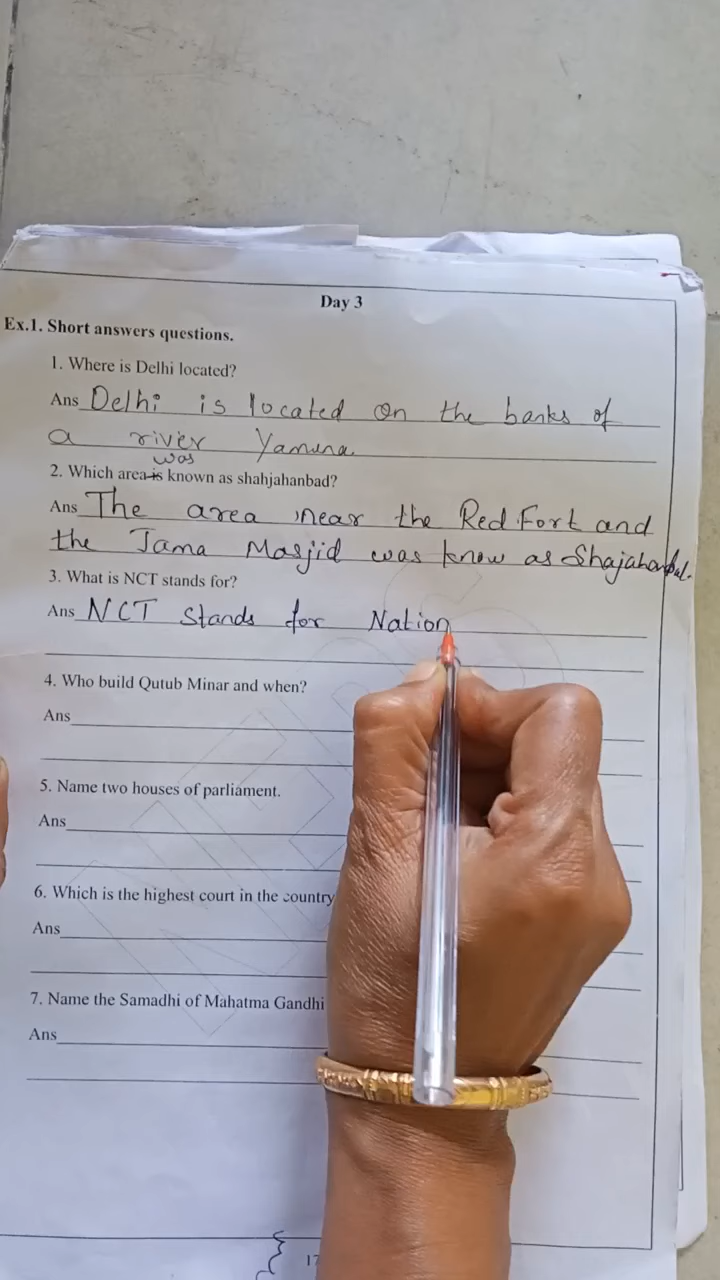 Day 3
Ex.1. Short answers questions.
1. Where is Delhi located?
Ans Delhi is located on the banks of
a river Yamuna.
was
2. Which area is known as shahjahanbad?
Ans The area near the Red Fort and
the Jama Masjid was know as Shajahanbad.
3. What is NCT stands for?
Ans NCT Stands for Nation
4. Who build Qutub Minar and when?
Ans
5. Name two houses of parliament.
Ans
6. Which is the highest court in the country
Ans
7. Name the Samadhi of Mahatma Gandhi
Ans
17